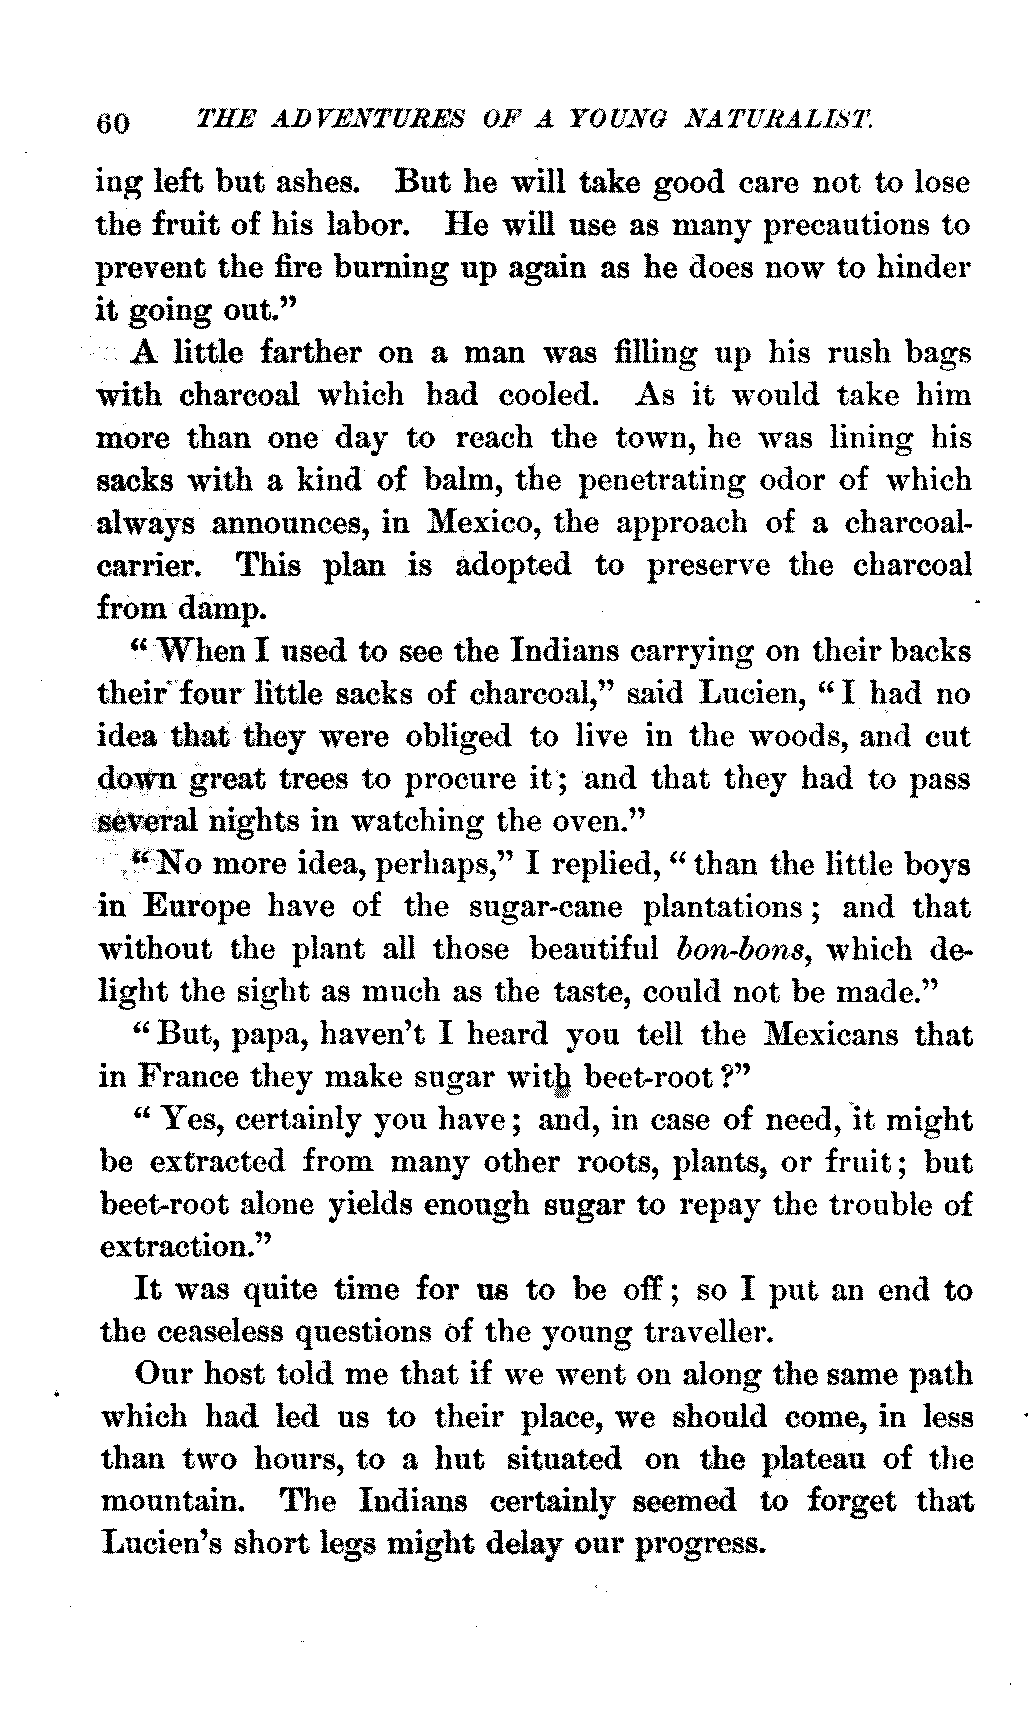 60 THE ADVENTURES OF A YOUNG NATURALIST.
ing left but ashes. But he will take good care not to lose
the fruit of his labor. He will use as many precautions to
prevent the fire burning up again as he does now to hinder
it going out."
A little farther on a man was filling up his rush bags
with charcoal which had cooled. As it would take him
more than one day to reach the town, he was lining his
sacks with a kind of balm, the penetrating odor of which
always announces, in Mexico, the approach of a charcoal-
carrier. This plan is adopted to preserve the charcoal
from damp.
"When I used to see the Indians carrying on their backs
their four little sacks of charcoal," said Lucien, "I had no
idea that they were obliged to live in the woods, and cut
down great trees to procure it; and that they had to pass
several nights in watching the oven."
"No more idea, perhaps," I replied, "than the little boys
in Europe have of the sugar-cane plantations; and that
without the plant all those beautiful bon-bons, which de-
light the sight as much as the taste, could not be made."
"But, papa, haven't I heard you tell the Mexicans that
in France they make sugar with beet-root?"
"Yes, certainly you have; and, in case of need, it might
be extracted from many other roots, plants, or fruit; but
beet-root alone yields enough sugar to repay the trouble of
extraction."
It was quite time for us to be off; so I put an end to
the ceaseless questions of the young traveller.
Our host told me that if we went on along the same path
which had led us to their place, we should come, in less
than two hours, to a hut situated on the plateau of the
mountain. The Indians certainly seemed to forget that
Lucien's short legs might delay our progress.